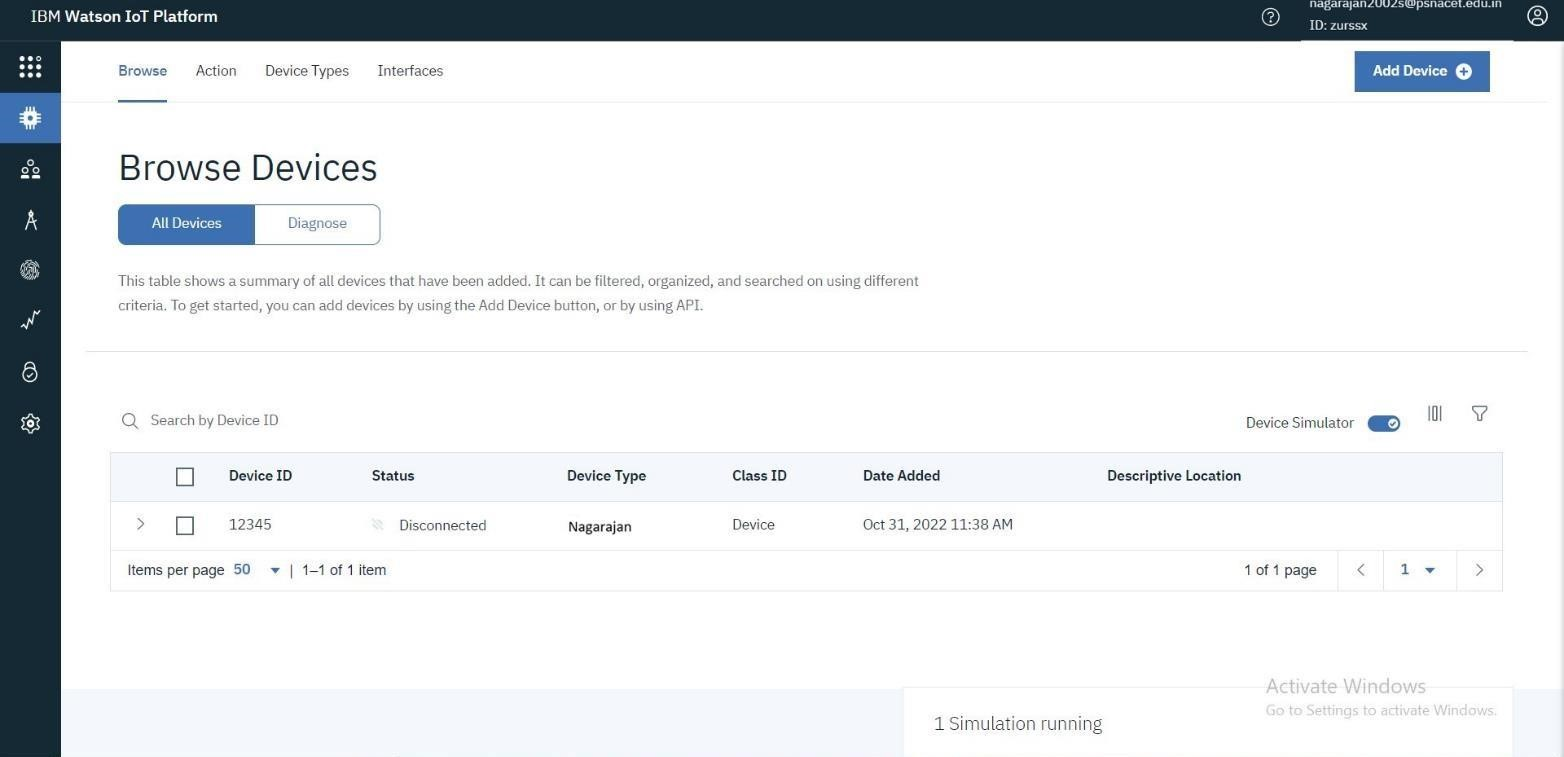 IBM Watson IoT Platform
nagarajan2002s@psnacet.edu.in
ID: zurssx
Browse Action Device Types Interfaces
Add Device
Browse Devices
All Devices Diagnose
This table shows a summary of all devices that have been added. It can be filtered, organized, and searched on using different
criteria. To get started, you can add devices by using the Add Device button, or by using API.
Search by Device ID
Device Simulator
Device ID Status Device Type Class ID Date Added Descriptive Location
12345 Disconnected Nagarajan Device Oct 31, 2022 11:38 AM
Items per page 50 | 1–1 of 1 item 1 of 1 page 1
Activate Windows
Go to Settings to activate Windows.
1 Simulation running